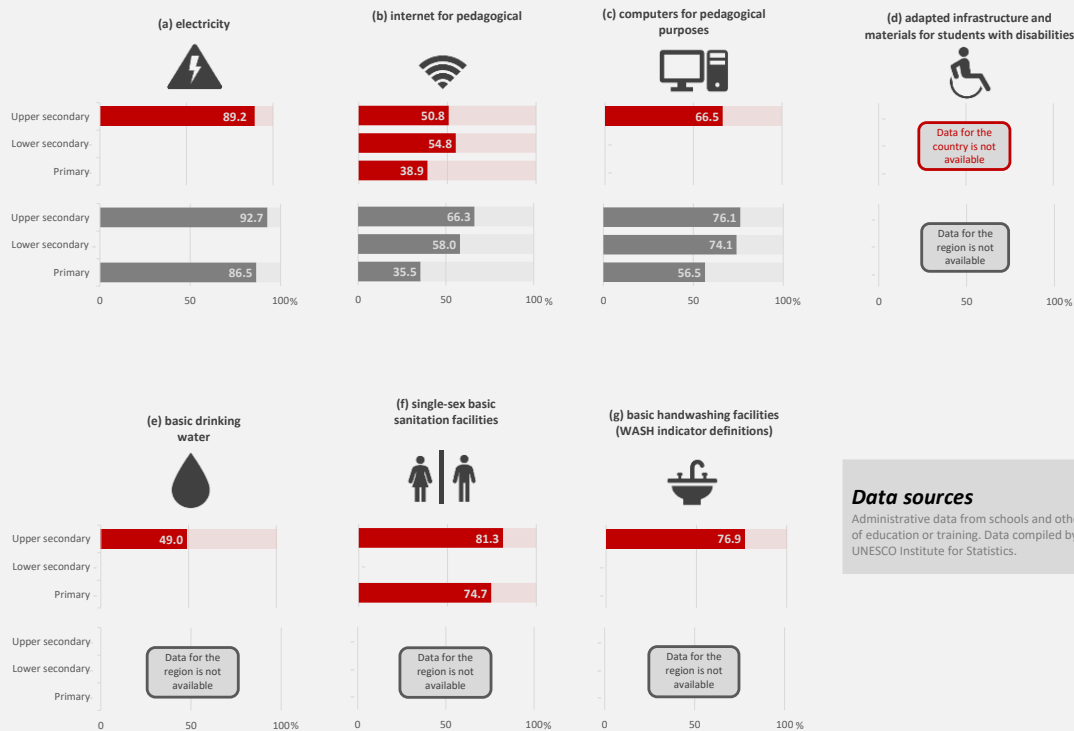 (a) electricity
Upper secondary
89.2
Lower secondary
Primary
Upper secondary
92.7
Lower secondary
Primary
86.5
0
50
100%
(b) internet for pedagogical
50.8
54.8
38.9
66.3
58.0
35.5
0
50
100%
(c) computers for pedagogical
purposes
66.5
76.1
74.1
56.5
0
50
100%
(d) adapted infrastructure and
materials for students with disabilities
Data for the
country is not
available
Data for the
region is not
available
0
50
100%
(e) basic drinking
water
Upper secondary
49.0
Lower secondary
Primary
Upper secondary
Lower secondary
Primary
Data for the
region is not
available
0
50
100%
(f) single-sex basic
sanitation facilities
81.3
74.7
Data for the
region is not
available
0
50
100%
(g) basic handwashing facilities
(WASH indicator definitions)
76.9
Data for the
region is not
available
0
50
100%
Data sources
Administrative data from schools and
of education or training. Data compiled by
UNESCO Institute for Statistics.